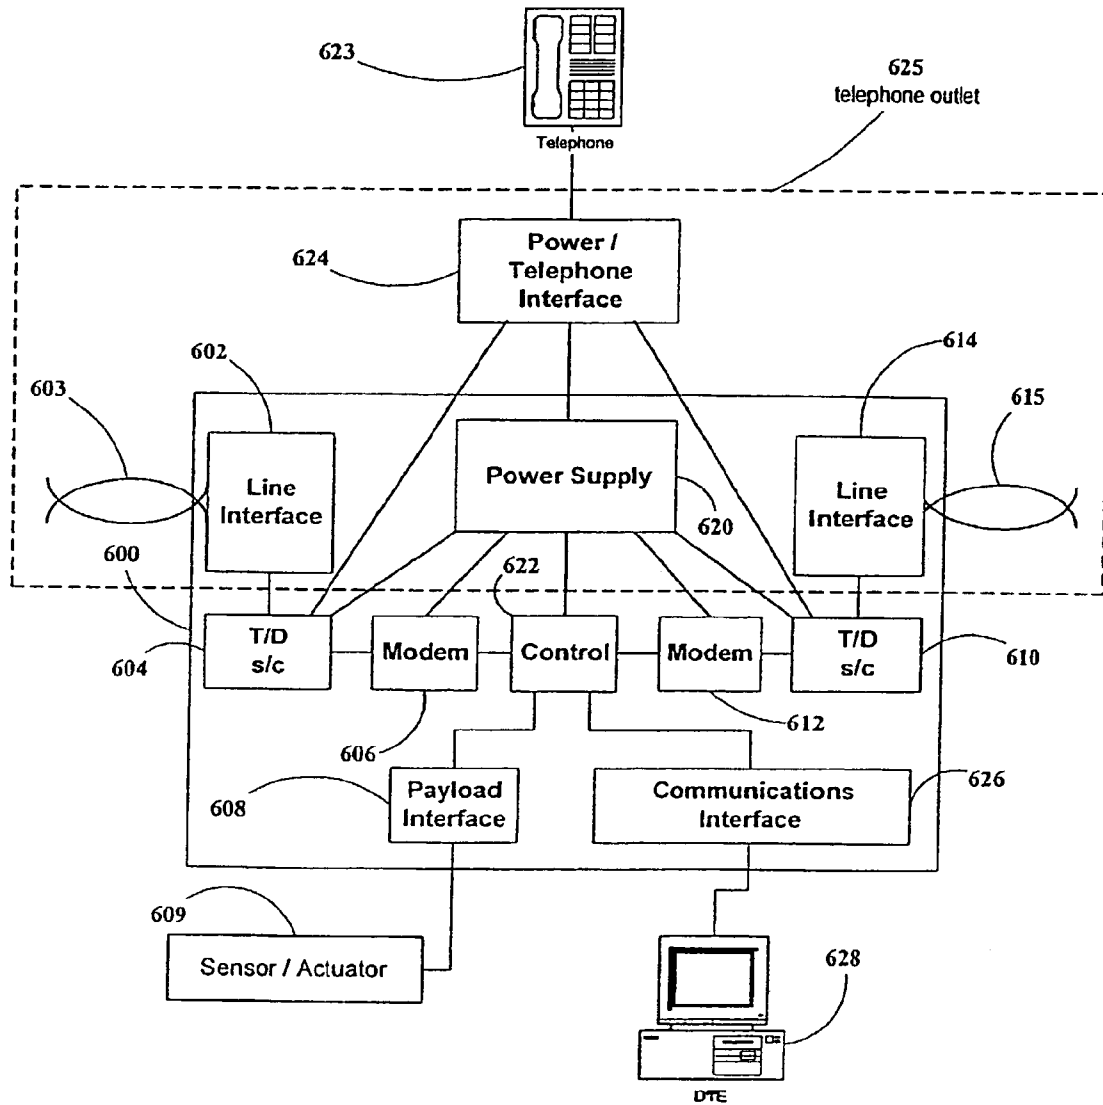 623
625
telephone outlet
Telephone
624
Power /
Telephone
Interface
602
614
603
615
Line
Interface
Power Supply
Line
Interface
620
600
622
T/D
s/c
Modem
Control
Modem
T/D
s/c
604
610
606
612
608
Payload
Interface
Communications
Interface
626
609
Sensor / Actuator
628
DTE